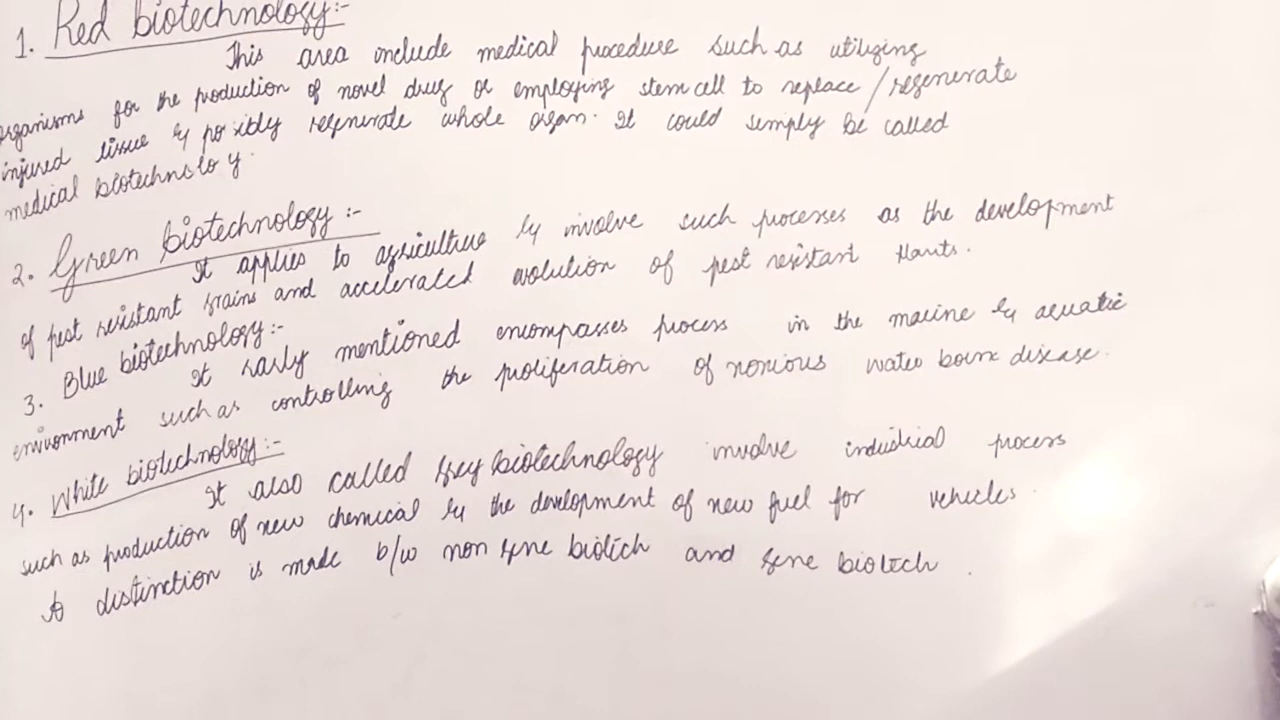 1. Red biotechnology:-
This area include medical procedure such as utilizing
organisms for the production of novel drug or employing stem cell to replace/regenerate
injured tissue & possibly regenerate whole organ. It could simply be called
medical biotechnology.
2. Green biotechnology:-
It applies to agriculture & involve such processes as the development
of pest resistant grains and accelerated evolution of pest resistant plants.
3. Blue biotechnology:-
It rarly mentioned encompasses process in the marine & aquatic
environment such as controlling the proliferation of noxious water borne disease.
4. White biotechnology:-
It also called grey biotechnology involve industrial process
such as production of new chemical & the development of new fuel for vehicles.
A distinction is made b/w non gene biotech and gene biotech.